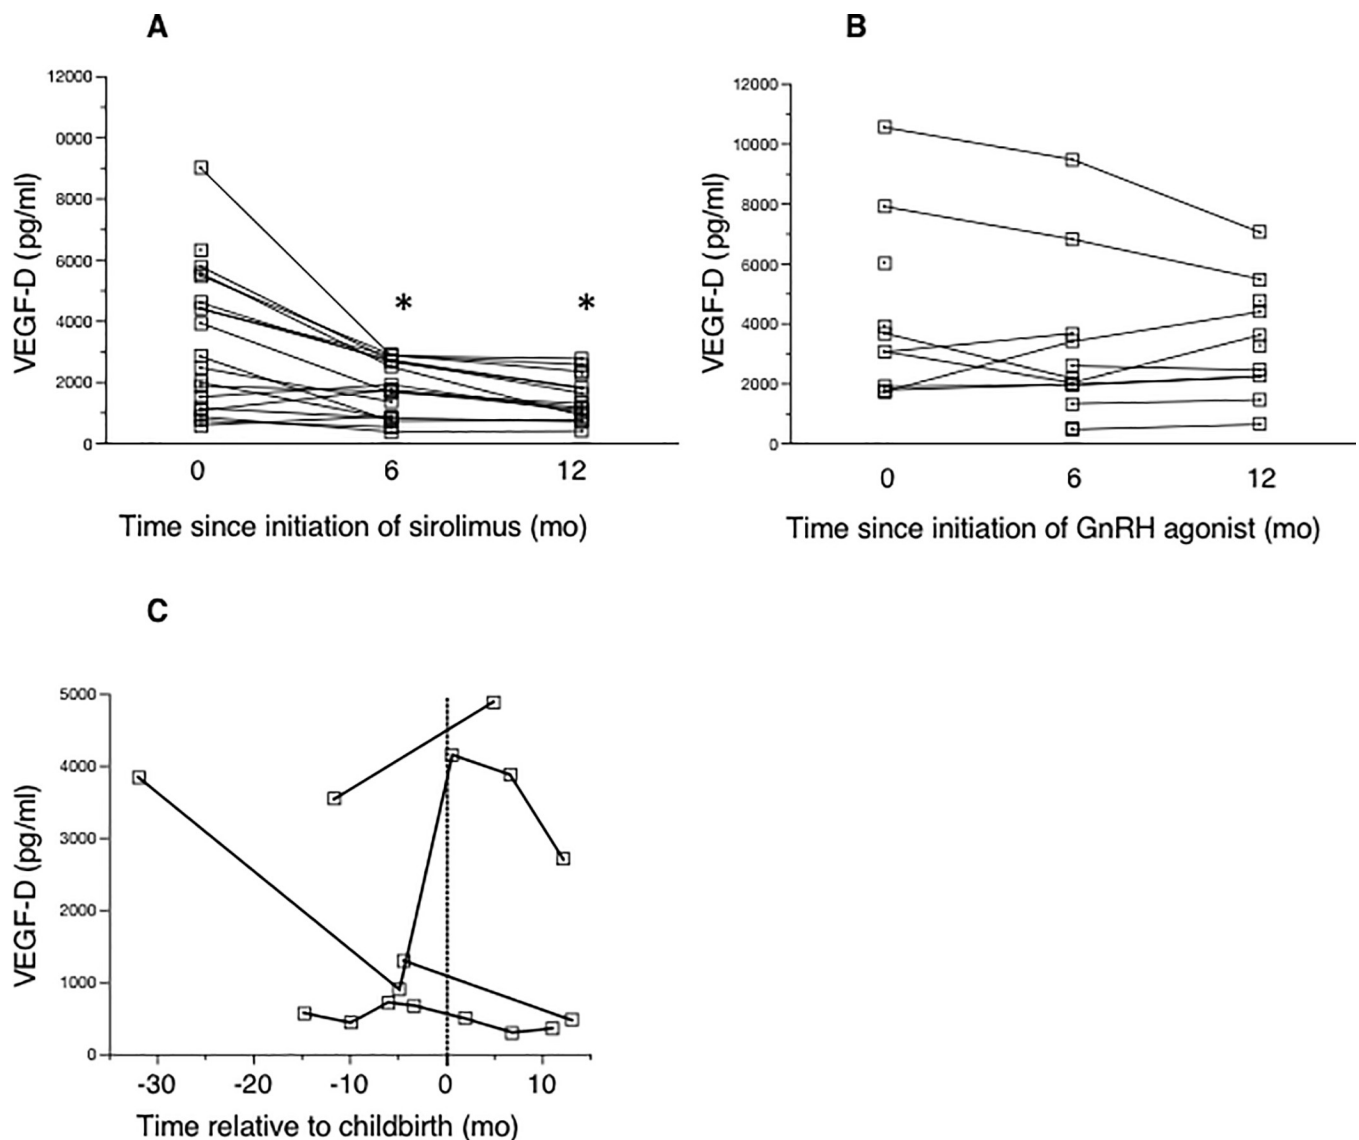 A
12000
0000
8000
6000
4000
2000
0
VEGF-D (pg/ml)
*
*
0 6 12
Time since initiation of sirolimus (mo)
B
12000
10000
8000
6000
4000
2000
0
VEGF-D (pg/ml)
0 6 12
Time since initiation of GnRH agonist (mo)
C
5000
4000
3000
2000
1000
0
VEGF-D (pg/ml)
-30 -20 -10 0 10
Time relative to childbirth (mo)